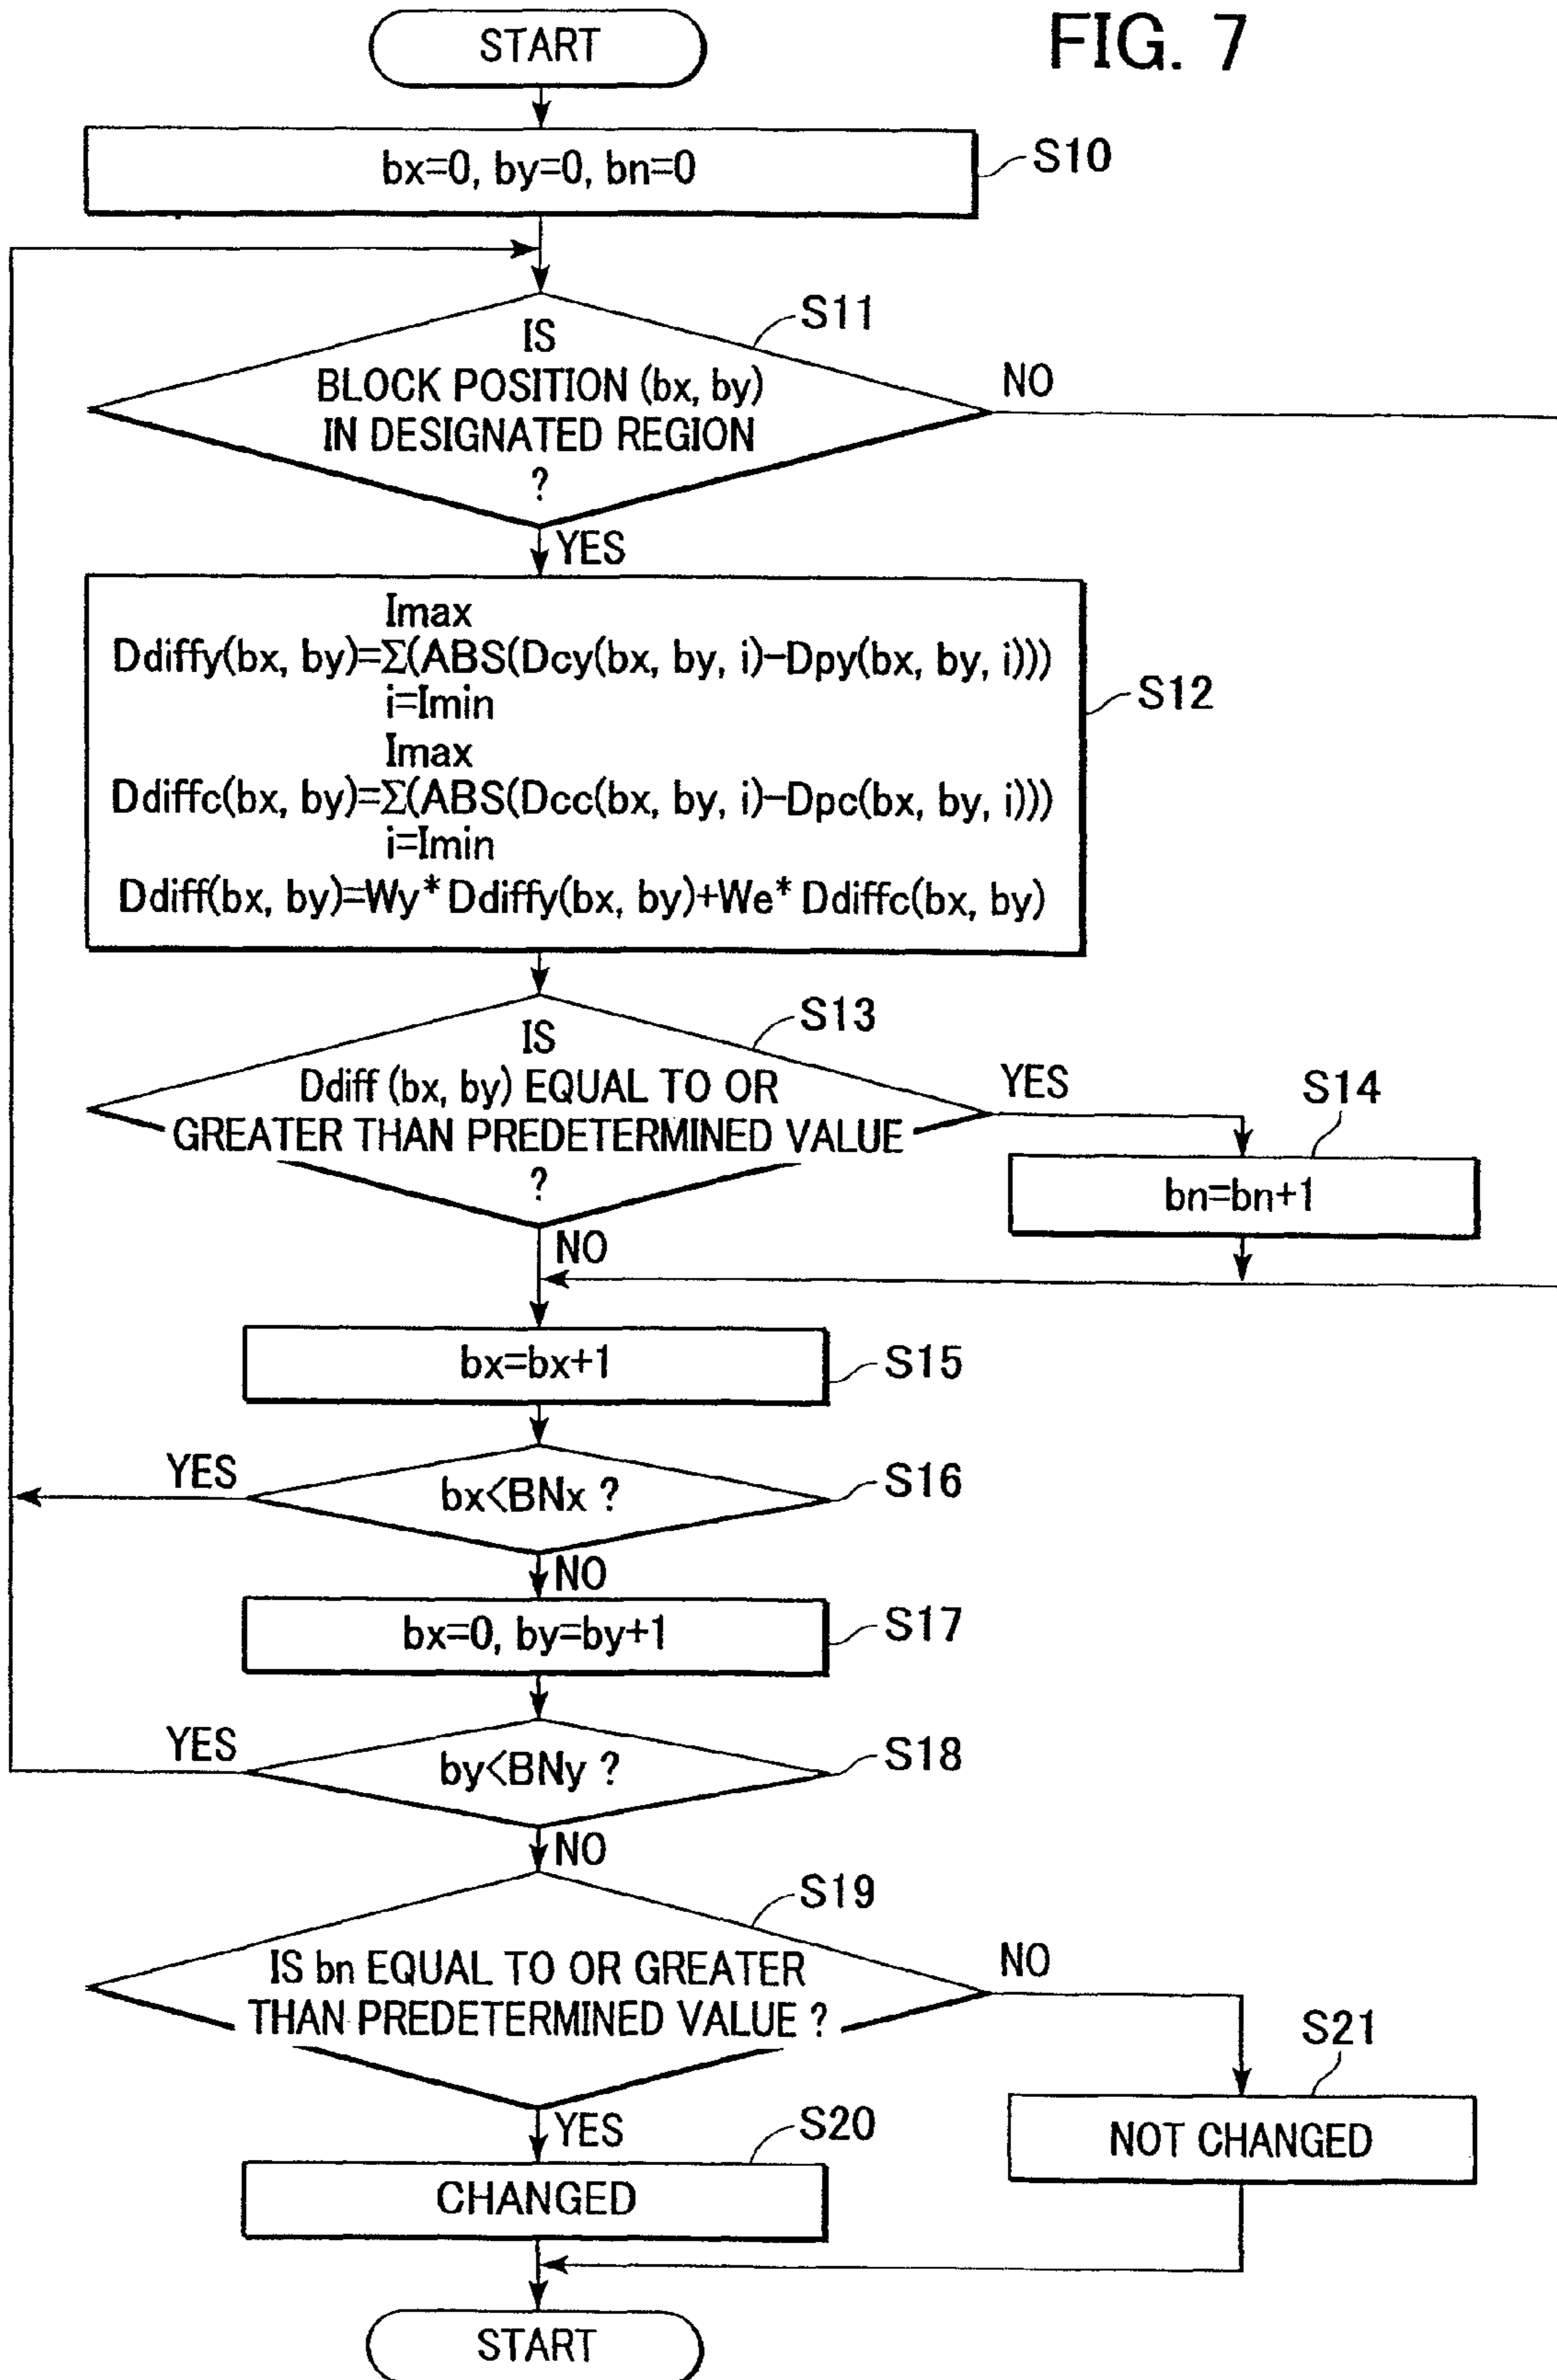 FIG. 7
START
bx=0, by=0, bn=0
S10
S11
IS
BLOCK POSITION (bx, by)
IN DESIGNATED REGION
?
NO
YES
Imax
Ddiffy(bx, by)=Σ(ABS(Dcy(bx, by, i)-Dpy(bx, by, i)))
i=Imin
Imax
Ddiffc(bx, by)=Σ(ABS(Dcc(bx, by, i)-Dpc(bx, by, i)))
i=Imin
Ddiff(bx, by)=Wy* Ddiffy(bx, by)+We* Ddiffc(bx, by)
S12
S13
IS
Ddiff (bx, by) EQUAL TO OR
GREATER THAN PREDETERMINED VALUE
?
YES
S14
bn=bn+1
NO
bx=bx+1
S15
YES
bx<BNx ?
S16
NO
bx=0, by=by+1
S17
YES
by<BNy ?
S18
NO
S19
IS bn EQUAL TO OR GREATER
THAN PREDETERMINED VALUE ?
NO
S21
NOT CHANGED
YES
S20
CHANGED
START